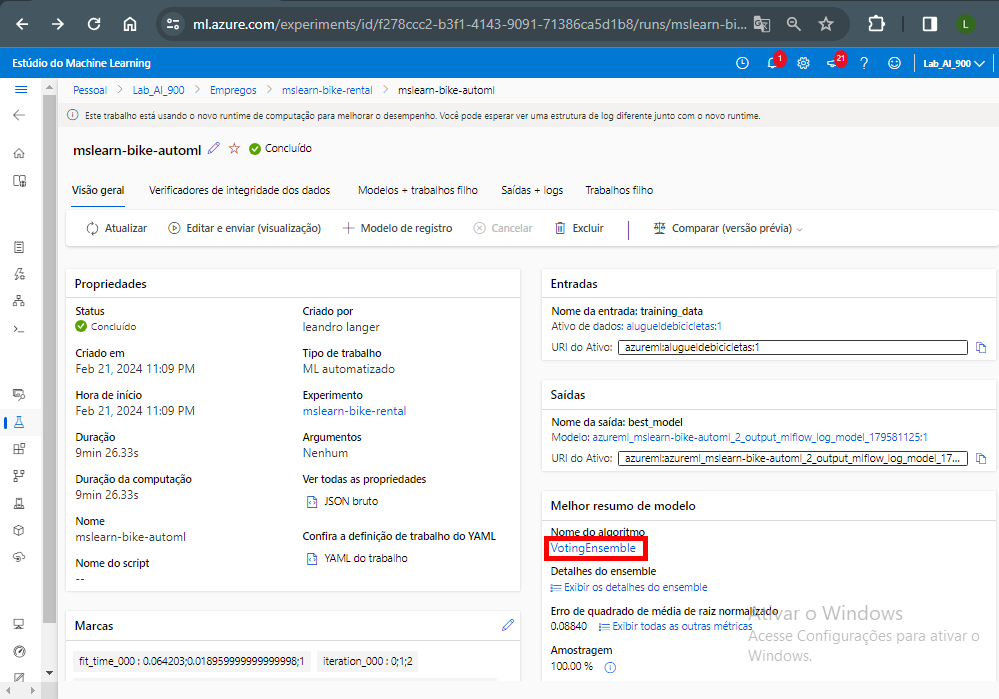 ml.azure.com/experiments/id/f278ccc2-b3f1-4143-9091-71386ca5d1b8/runs/mslearn-bi...
L
Estúdio do Machine Learning
1
21
Lab_AI_900
Pessoal > Lab_AI_900 > Empregos > mslearn-bike-rental > mslearn-bike-automl
Este trabalho está usando o novo runtime de computação para melhorar o desempenho. Você pode esperar ver uma estrutura de log diferente junto com o novo runtime.
mslearn-bike-automl Concluído
Visão geral Verificadores de integridade dos dados Modelos + trabalhos filho Saídas + logs Trabalhos filho
Atualizar Editar e enviar (visualização) Modelo de registro Cancelar Excluir Comparar (versão prévia)
Propriedades
Status
Concluído
Criado em
Feb 21, 2024 11:09 PM
Hora de início
Feb 21, 2024 11:09 PM
Duração
9min 26.33s
Duração da computação
9min 26.33s
Nome
mslearn-bike-automl
Nome do script
--
Criado por
leandro langer
Tipo de trabalho
ML automatizado
Experimento
mslearn-bike-rental
Argumentos
Nenhum
Ver todas as propriedades
JSON bruto
Confira a definição de trabalho do YAML
YAML do trabalho
Marcas
fit_time_000 : 0.064203;0.018959999999999998;1
iteration_000 : 0;1;2
Entradas
Nome da entrada: training_data
Ativo de dados: alugueldebicicletas:1
URI do Ativo: azureml:alugueldebicicletas:1
Saídas
Nome da saída: best_model
Modelo: azureml_mslearn-bike-automl_2_output_mlflow_log_model_179581125:1
URI do Ativo: azureml:azureml_mslearn-bike-automl_2_output_mlflow_log_model_17...
Melhor resumo de modelo
Nome do algoritmo
VotingEnsemble
Detalhes do ensemble
Exibir os detalhes do ensemble
Erro de quadrado de média de raiz normalizado
0.08840 Exibir todas as outras métricas
Amostragem
100.00 %
Ativar o Windows
Acesse Configurações para ativar o
Windows.